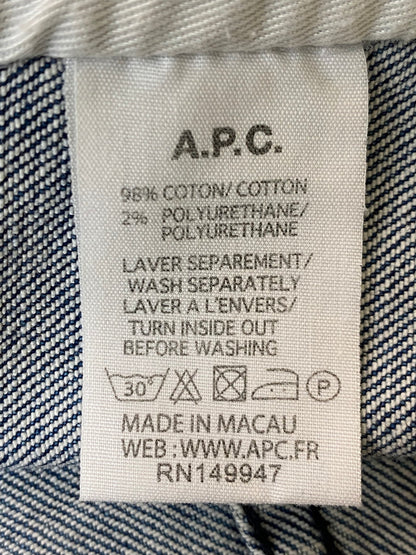 A.P.C.
98% COTON/ COTTON
2% POLYURETHANE/
POLYURETHANE
LAVER SEPAREMENT/
WASH SEPARATELY
LAVER A L'ENVERS/
TURN INSIDE OUT
BEFORE WASHING
30° P
MADE IN MACAU
WEB : WWW.APC.FR
RN149947